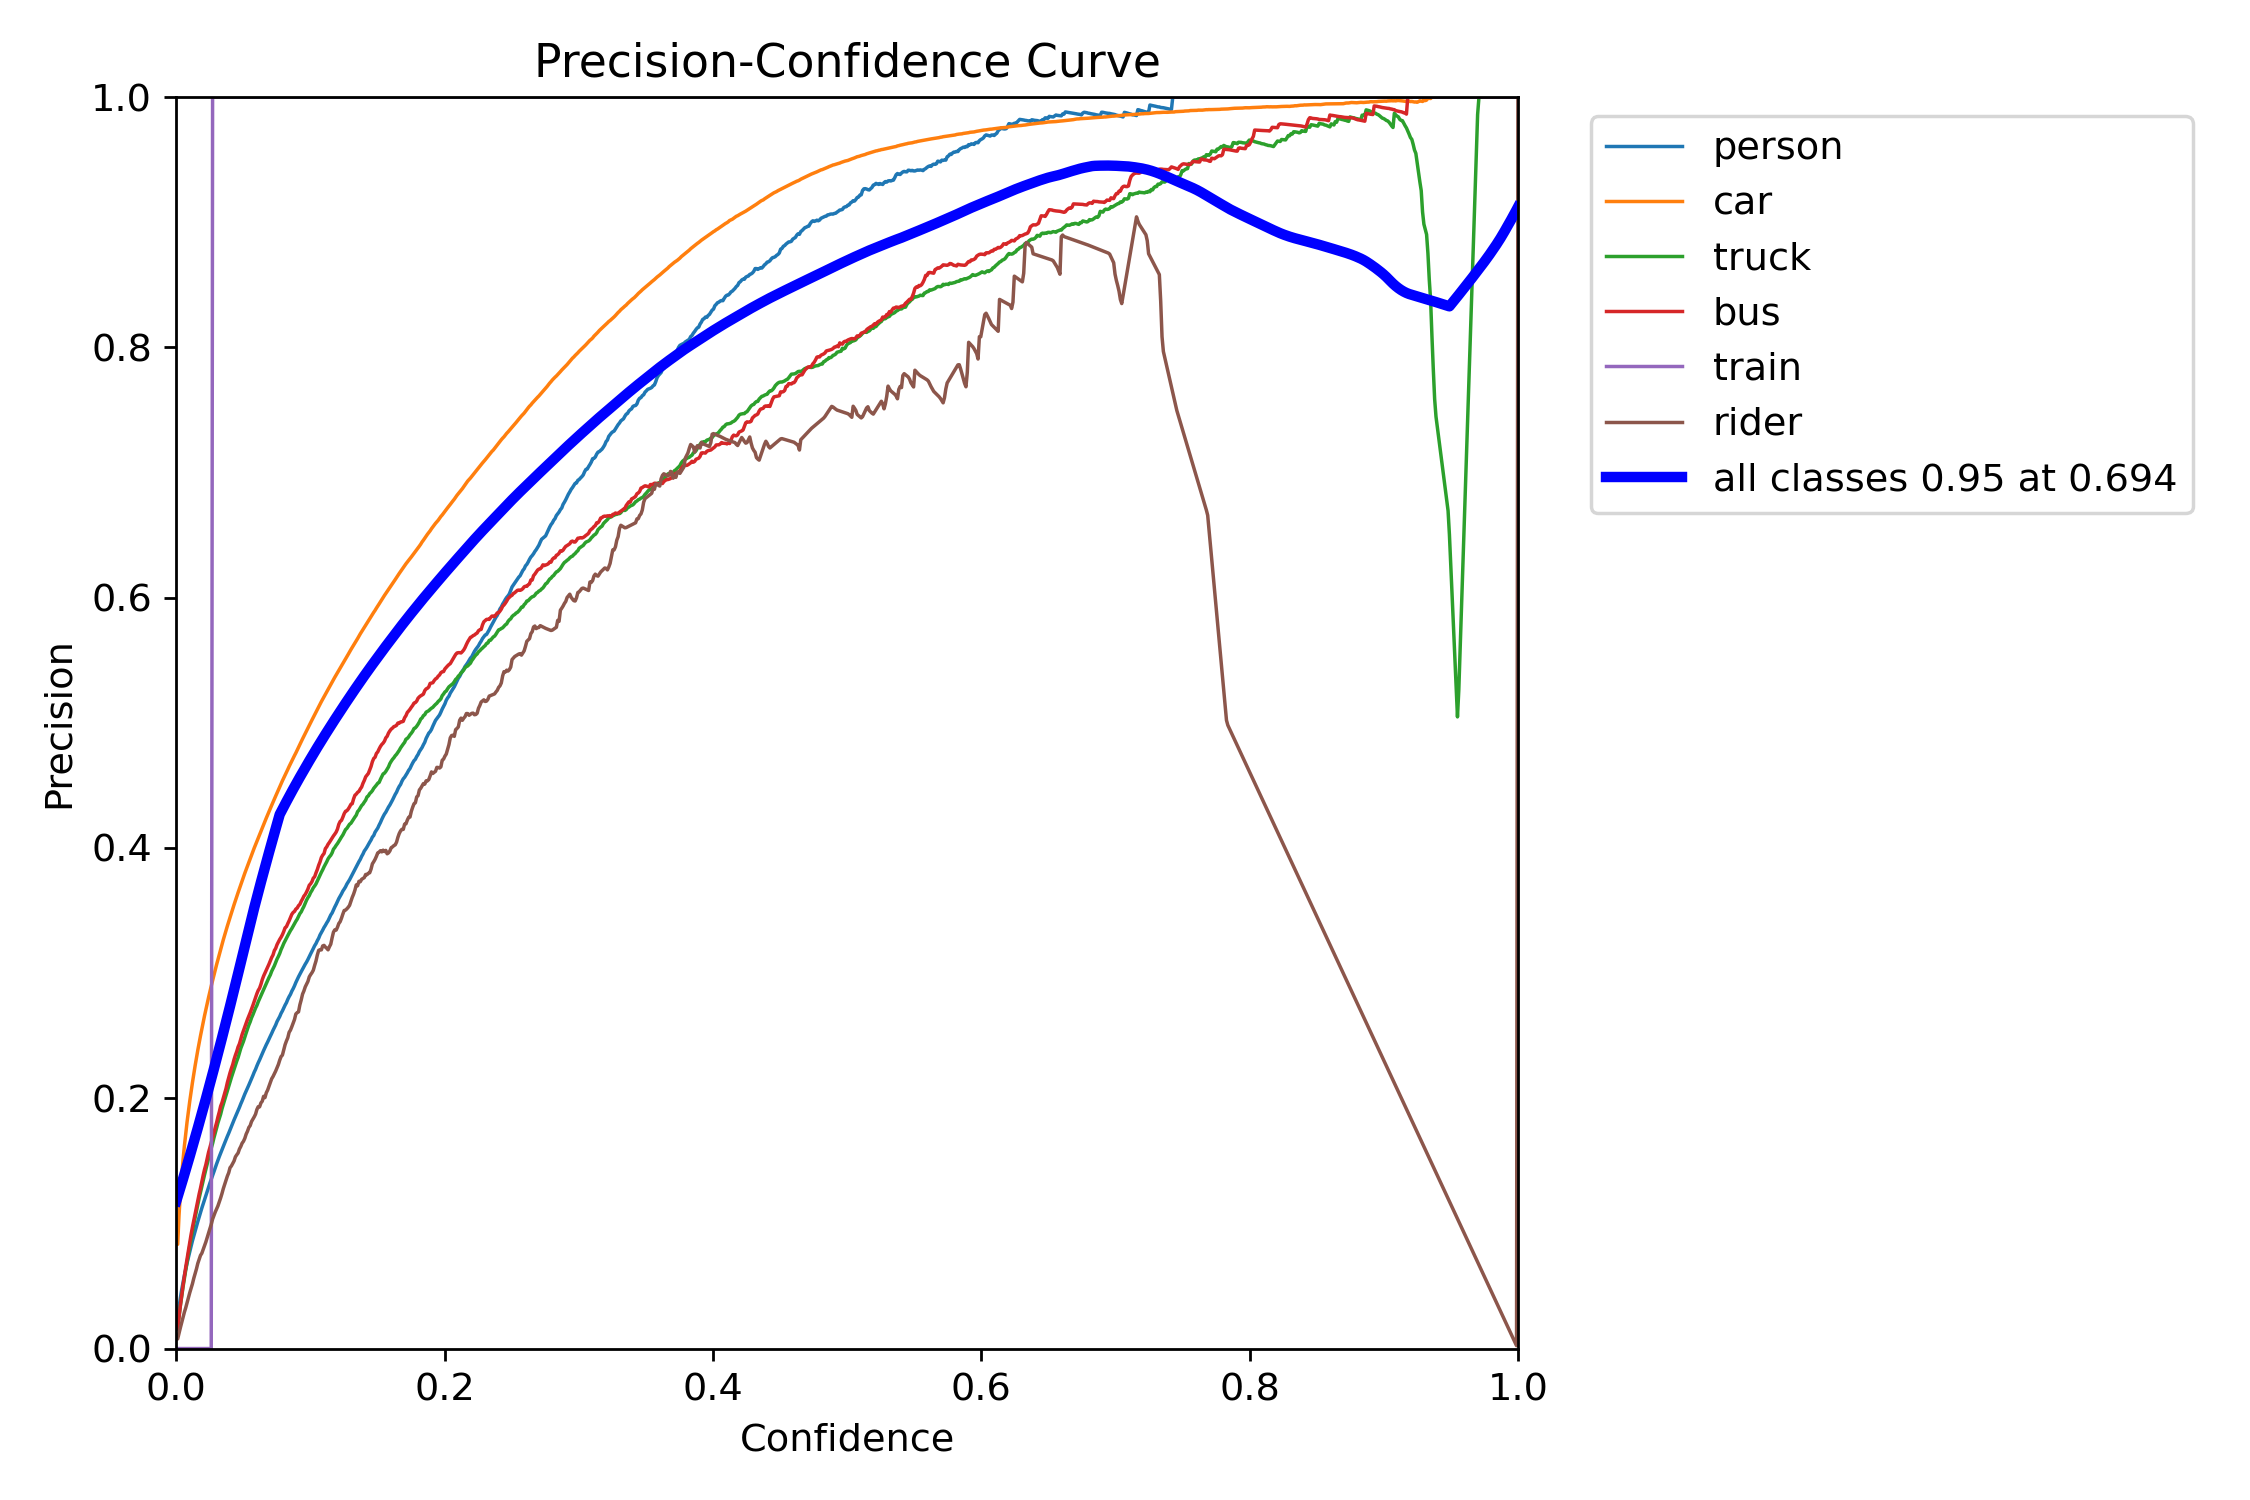 Precision-Confidence Curve
1.0
0.8
0.6
0.4
0.2
0.0
Precision
0.0 0.2 0.4 0.6 0.8 1.0
Confidence
person
car
truck
bus
train
rider
all classes 0.95 at 0.694